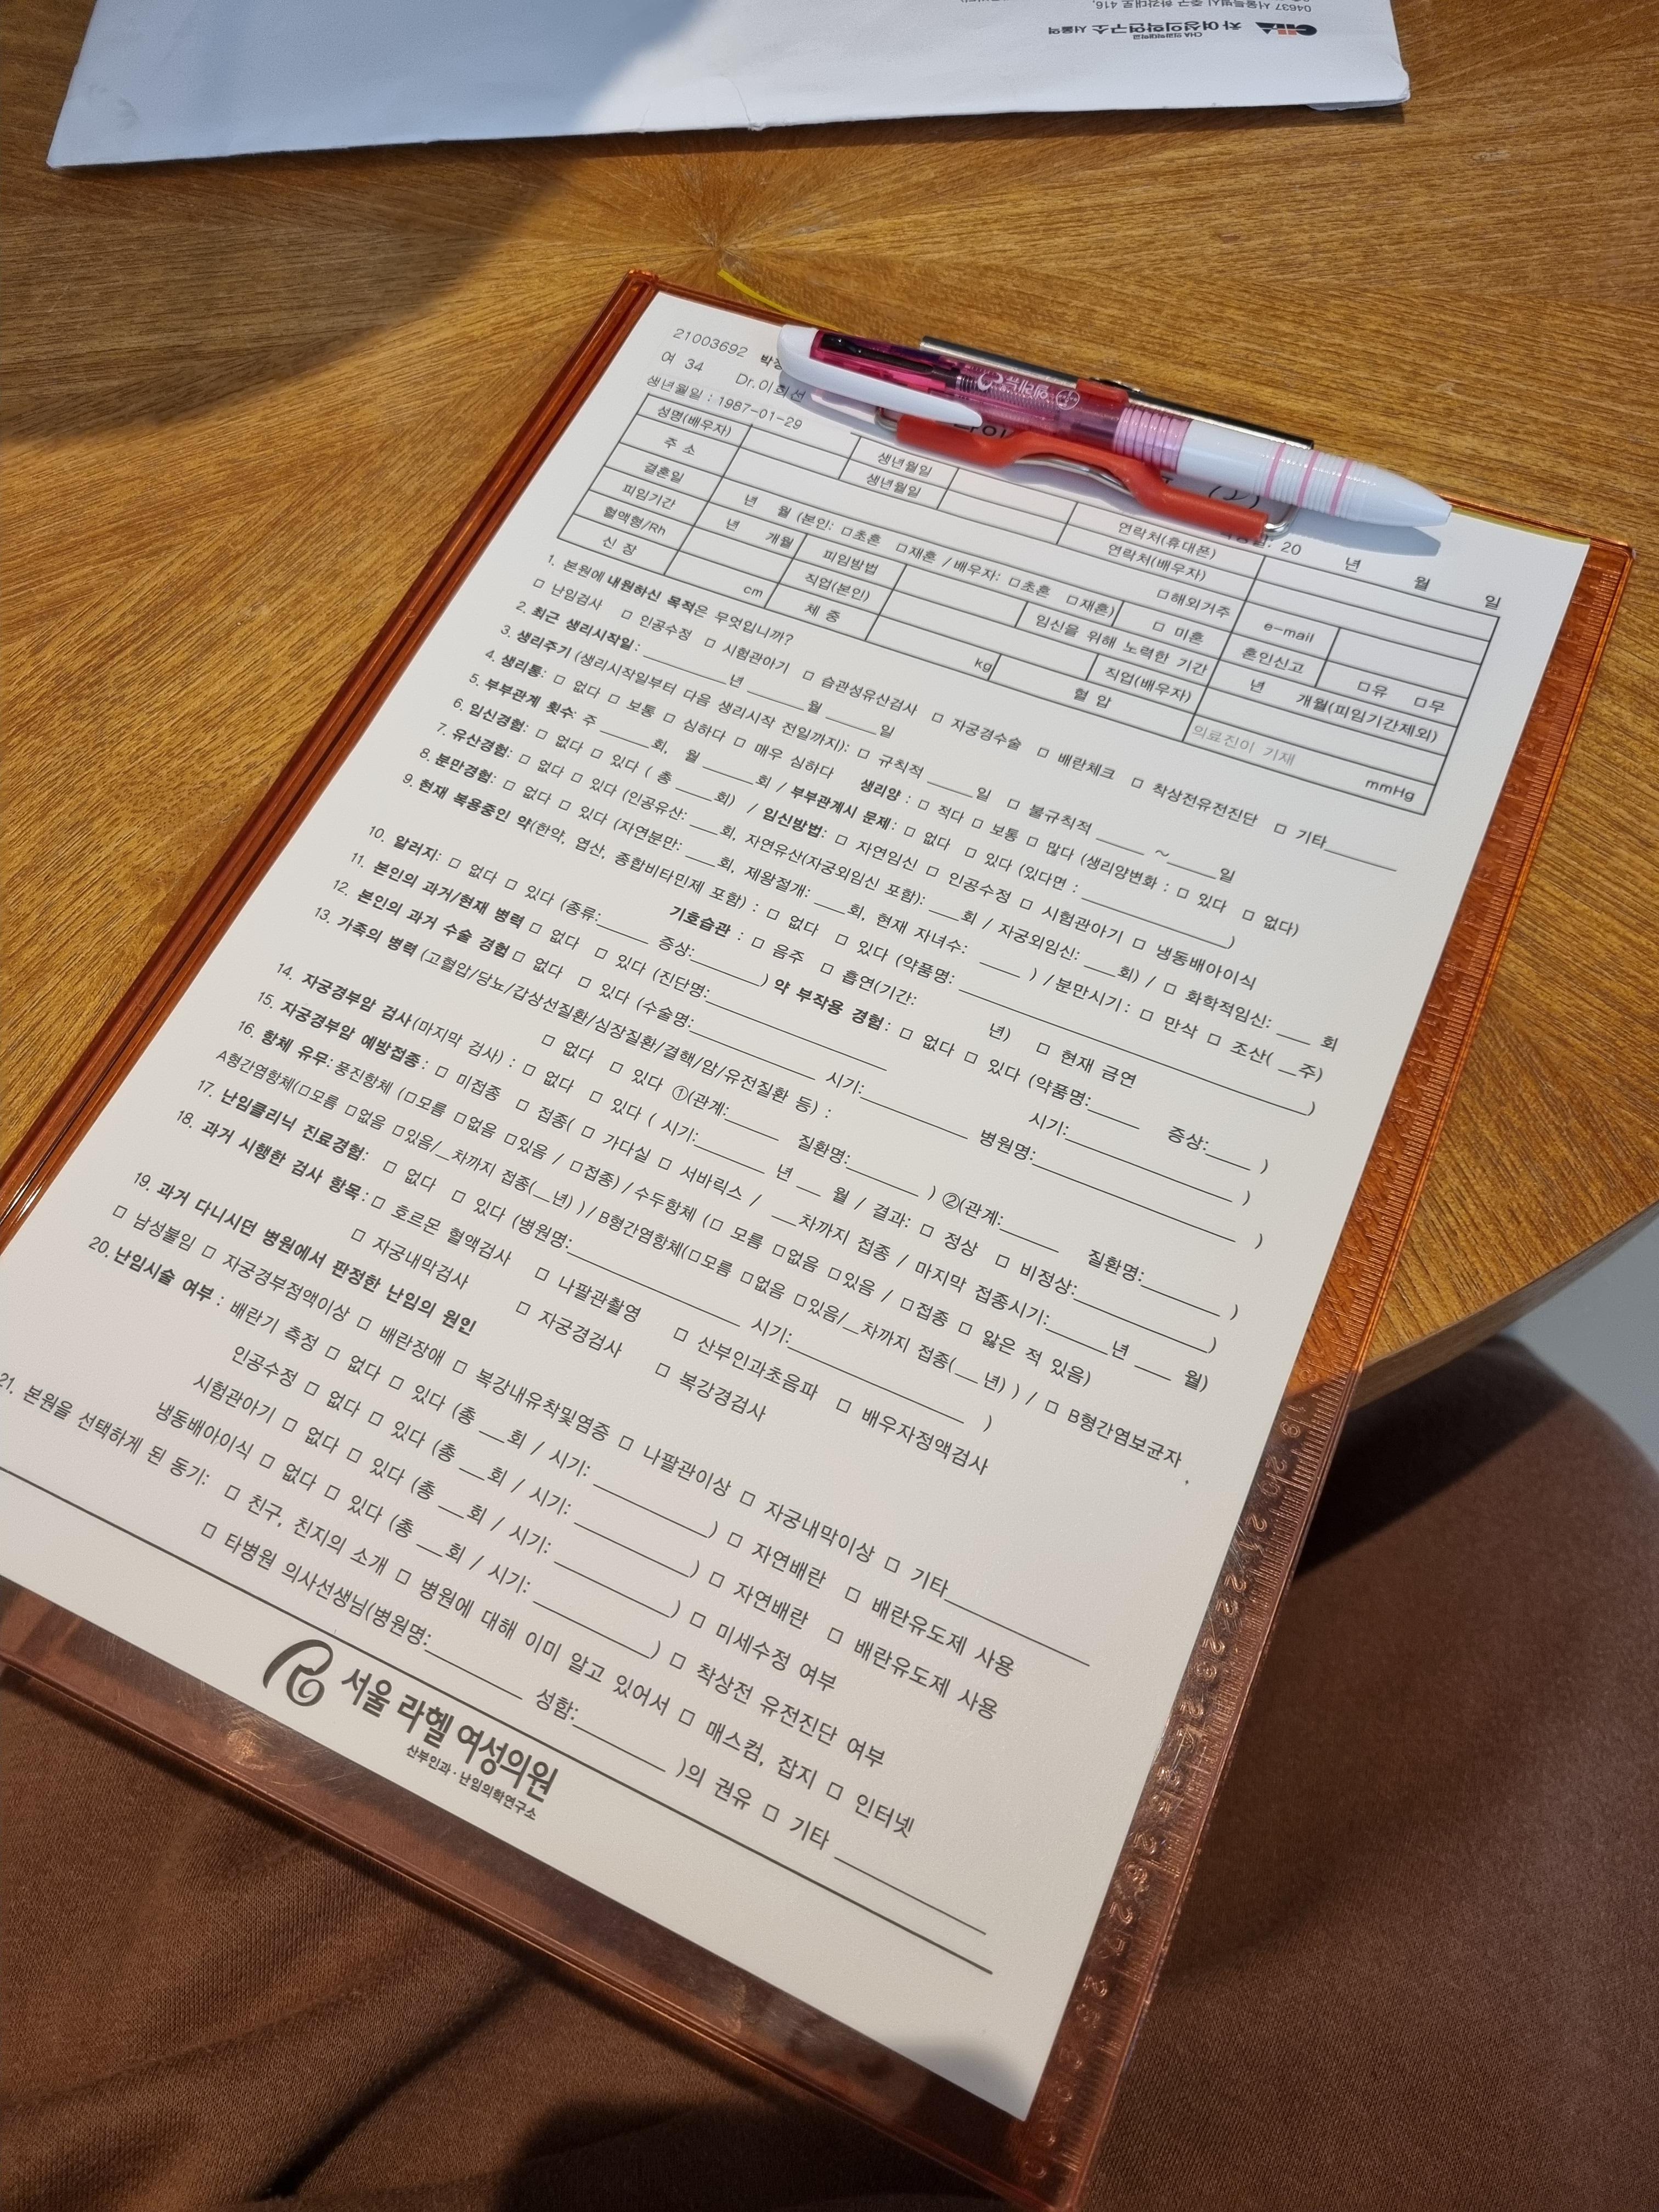 CHA 의과학대학교
차 여성의학연구소 서울역
04637 서울특별시 중구 한강대로 416,
21003692
여 34 Dr.이희선
생년월일 : 1987-01-29
20 년 월 일
성명(배우자) 생년월일 연락처(휴대폰)
생년월일 연락처(배우자)
주 소 □해외거주 e-mail
결혼일 년 월 (본인: □초혼 □재혼 / 배우자: □초혼 □재혼) □ 미혼 혼인신고 □유 □무
피임기간 년 개월 피임방법 임신을 위해 노력한 기간 년 개월(피임기간제외)
혈액형/Rh 직업(본인) 직업(배우자)
신 장 cm 체 중 kg 혈 압 의료진이 기재 mmHg
1. 본원에 내원하신 목적은 무엇입니까?
□ 난임검사 □ 인공수정 □ 시험관아기 □ 습관성유산검사 □ 자궁경수술 □ 배란체크 □ 착상전유전진단 □ 기타
2. 최근 생리시작일 : 년 월 일
3. 생리주기 (생리시작일부터 다음 생리시작 전일까지): □ 규칙적 일 □ 불규칙적 ~ 일
4. 생리통: □ 없다 □ 보통 □ 심하다 □ 매우 심하다 생리양 : □ 적다 □ 보통 □ 많다 (생리양변화 : □ 있다 □ 없다)
5. 부부관계 횟수: 주 회, 월 회 / 부부관계시 문제: □ 없다 □ 있다 (있다면 : )
6. 임신경험: □ 없다 □ 있다 ( 총 회) / 임신방법: □ 자연임신 □ 인공수정 □ 시험관아기 □ 냉동배아이식
7. 유산경험: □ 없다 □ 있다 (인공유산: 회, 자연유산(자궁외임신 포함): 회 / 자궁외임신: 회) / □ 화학적임신: 회
8. 분만경험: □ 없다 □ 있다 (자연분만: 회, 제왕절개: 회, 현재 자녀수: ) / 분만시기 : □ 만삭 □ 조산( 주)
9. 현재 복용중인 약(한약, 엽산, 종합비타민제 포함) : □ 없다 □ 있다 (약품명: )
기호습관 : □ 음주 □ 흡연(기간: 년) □ 현재 금연
10. 알러지: □ 없다 □ 있다 (종류: 증상: ) 약 부작용 경험: □ 없다 □ 있다 (약품명: 증상: )
11. 본인의 과거/현재 병력 □ 없다 □ 있다 (진단명: 시기: )
12. 본인의 과거 수술 경험 □ 없다 □ 있다 (수술명: 시기: 병원명: )
13. 가족의 병력 (고혈압/당뇨/갑상선질환/심장질환/결핵/암/유전질환 등) :
□ 없다 □ 있다 ①(관계: 질환명: ) ②(관계: 질환명: )
14. 자궁경부암 검사(마지막 검사) : □ 없다 □ 있다 ( 시기: 년 월 / 결과: □ 정상 □ 비정상: )
15. 자궁경부암 예방접종 : □ 미접종 □ 접종( □ 가다실 □ 서바릭스 / 차까지 접종 / 마지막 접종시기: 년 월)
16. 항체 유무: 풍진항체 (□모름 □없음 □있음 / □접종) / 수두항체 (□ 모름 □없음 □있음 / □접종 □ 앓은 적 있음)
A형간염항체(□모름 □없음 □있음/ 차까지 접종( 년) ) / B형간염항체(□모름 □없음 □있음/ 차까지 접종( 년) ) / □ B형간염보균자
17. 난임클리닉 진료경험: □ 없다 □ 있다 (병원명: 시기: )
18. 과거 시행한 검사 항목 : □ 호르몬 혈액검사 □ 나팔관촬영 □ 산부인과초음파 □ 배우자정액검사
□ 자궁내막검사 □ 자궁경검사 □ 복강경검사
19. 과거 다니시던 병원에서 판정한 난임의 원인
□ 남성불임 □ 자궁경부점액이상 □ 배란장애 □ 복강내유착및염증 □ 나팔관이상 □ 자궁내막이상 □ 기타
20. 난임시술 여부 : 배란기 측정 □ 없다 □ 있다 (총 회 / 시기: ) □ 자연배란 □ 배란유도제 사용
인공수정 □ 없다 □ 있다 (총 회 / 시기: ) □ 자연배란 □ 배란유도제 사용
시험관아기 □ 없다 □ 있다 (총 회 / 시기: ) □ 미세수정 여부
냉동배아이식 □ 없다 □ 있다 (총 회 / 시기: ) □ 착상전 유전진단 여부
21. 본원을 선택하게 된 동기: □ 친구, 친지의 소개 □ 병원에 대해 이미 알고 있어서 □ 매스컴, 잡지 □ 인터넷
□ 타병원 의사선생님(병원명: 성함: )의 권유 □ 기타
서울 라헬 여성의원
산부인과 · 난임의학연구소